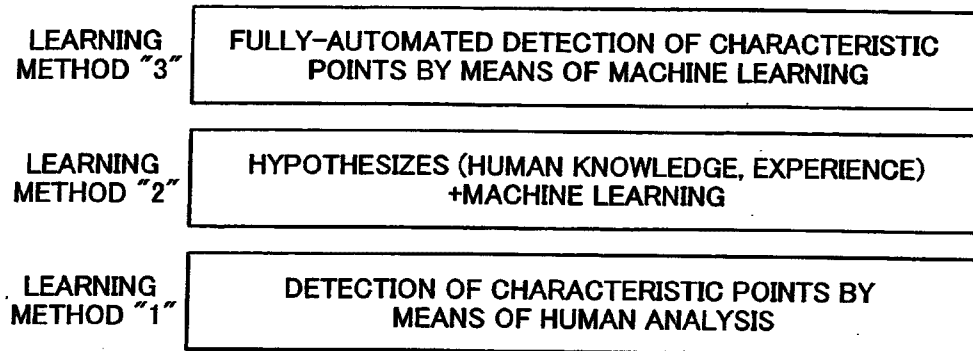 LEARNING
METHOD "3"
FULLY-AUTOMATED DETECTION OF CHARACTERISTIC
POINTS BY MEANS OF MACHINE LEARNING
LEARNING
METHOD "2"
HYPOTHESIZES (HUMAN KNOWLEDGE, EXPERIENCE)
+MACHINE LEARNING
LEARNING
METHOD "1"
DETECTION OF CHARACTERISTIC POINTS BY
MEANS OF HUMAN ANALYSIS